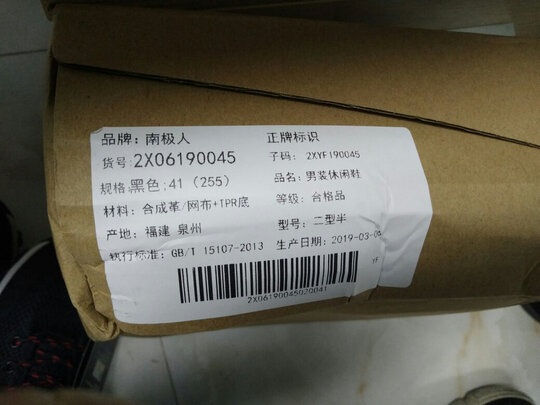 品牌：南极人 正牌标识
货号：2X06190045 子码： 2XYF190045
规格：黑色；41（255） 品名：男装休闲鞋
材料：合成革/网布+TPR底 等级：合格品
产地： 福建 泉州 型号：二型半
执行标准：GB/T 15107-2013 生产日期：2019-03-06
YF
2X06190045020041